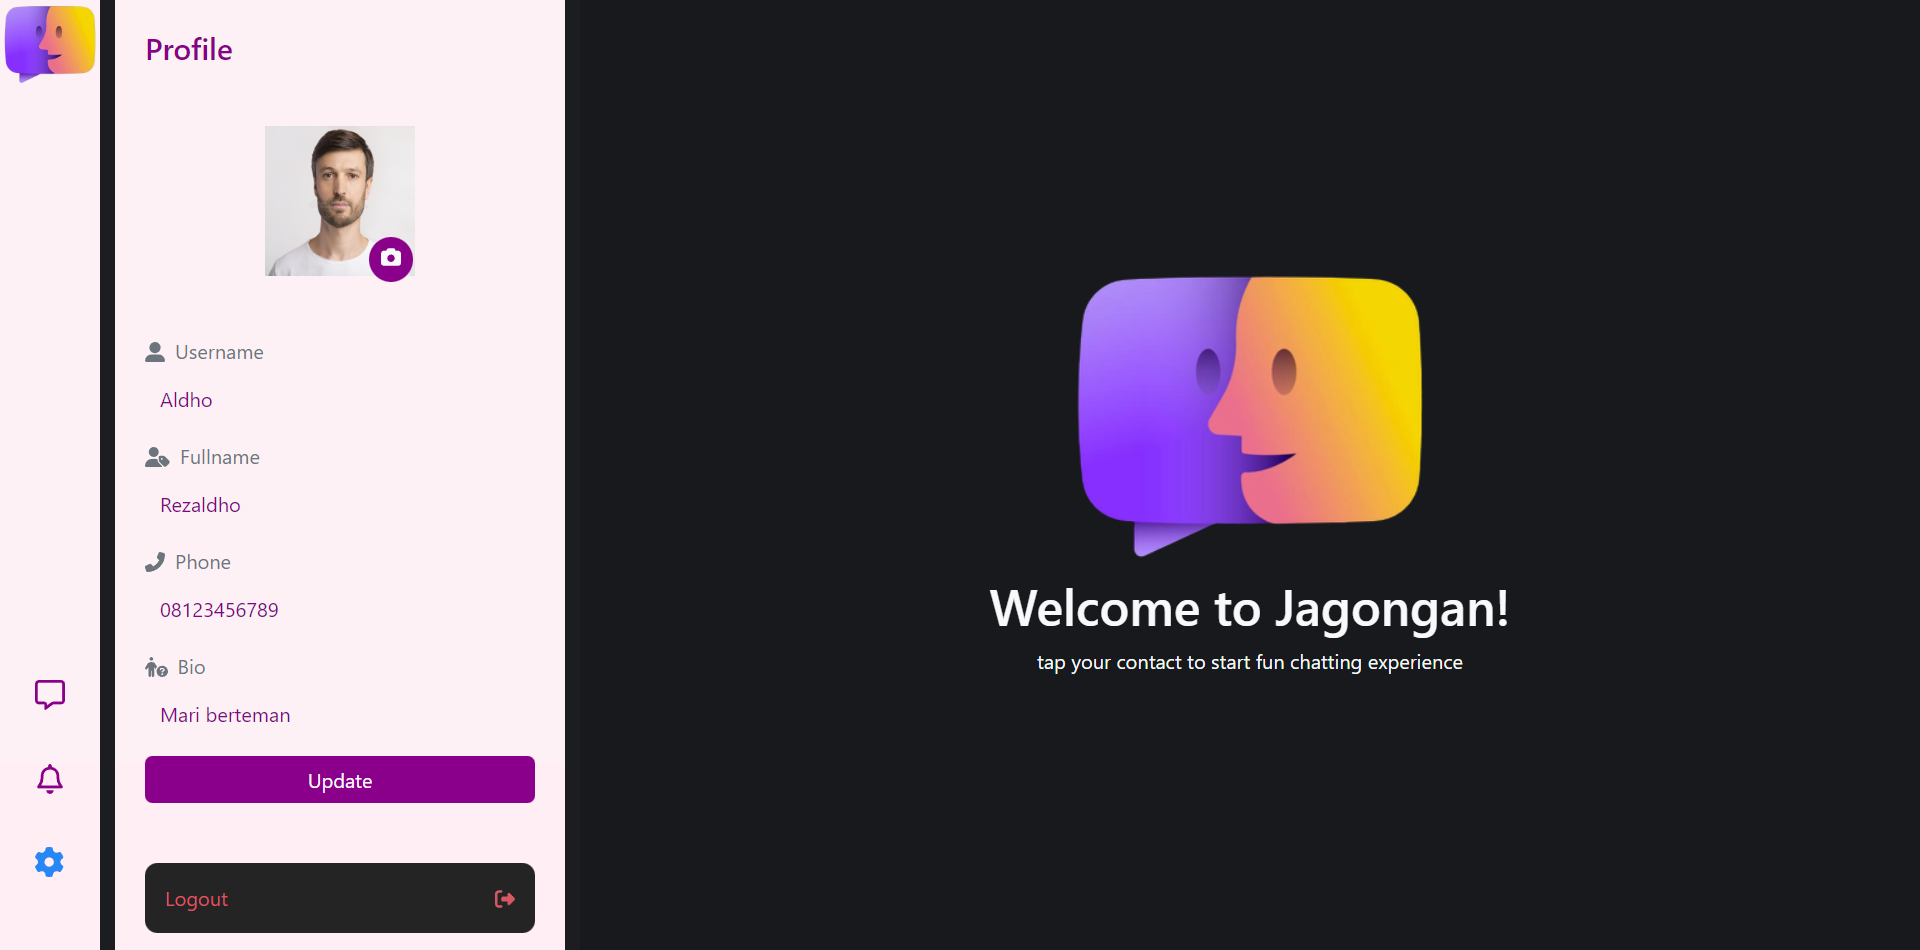 Profile
Username
Aldho
Fullname
Rezaldho
Phone
08123456789
Bio
Mari berteman
Update
Logout
Welcome to Jagongan!
tap your contact to start fun chatting experience